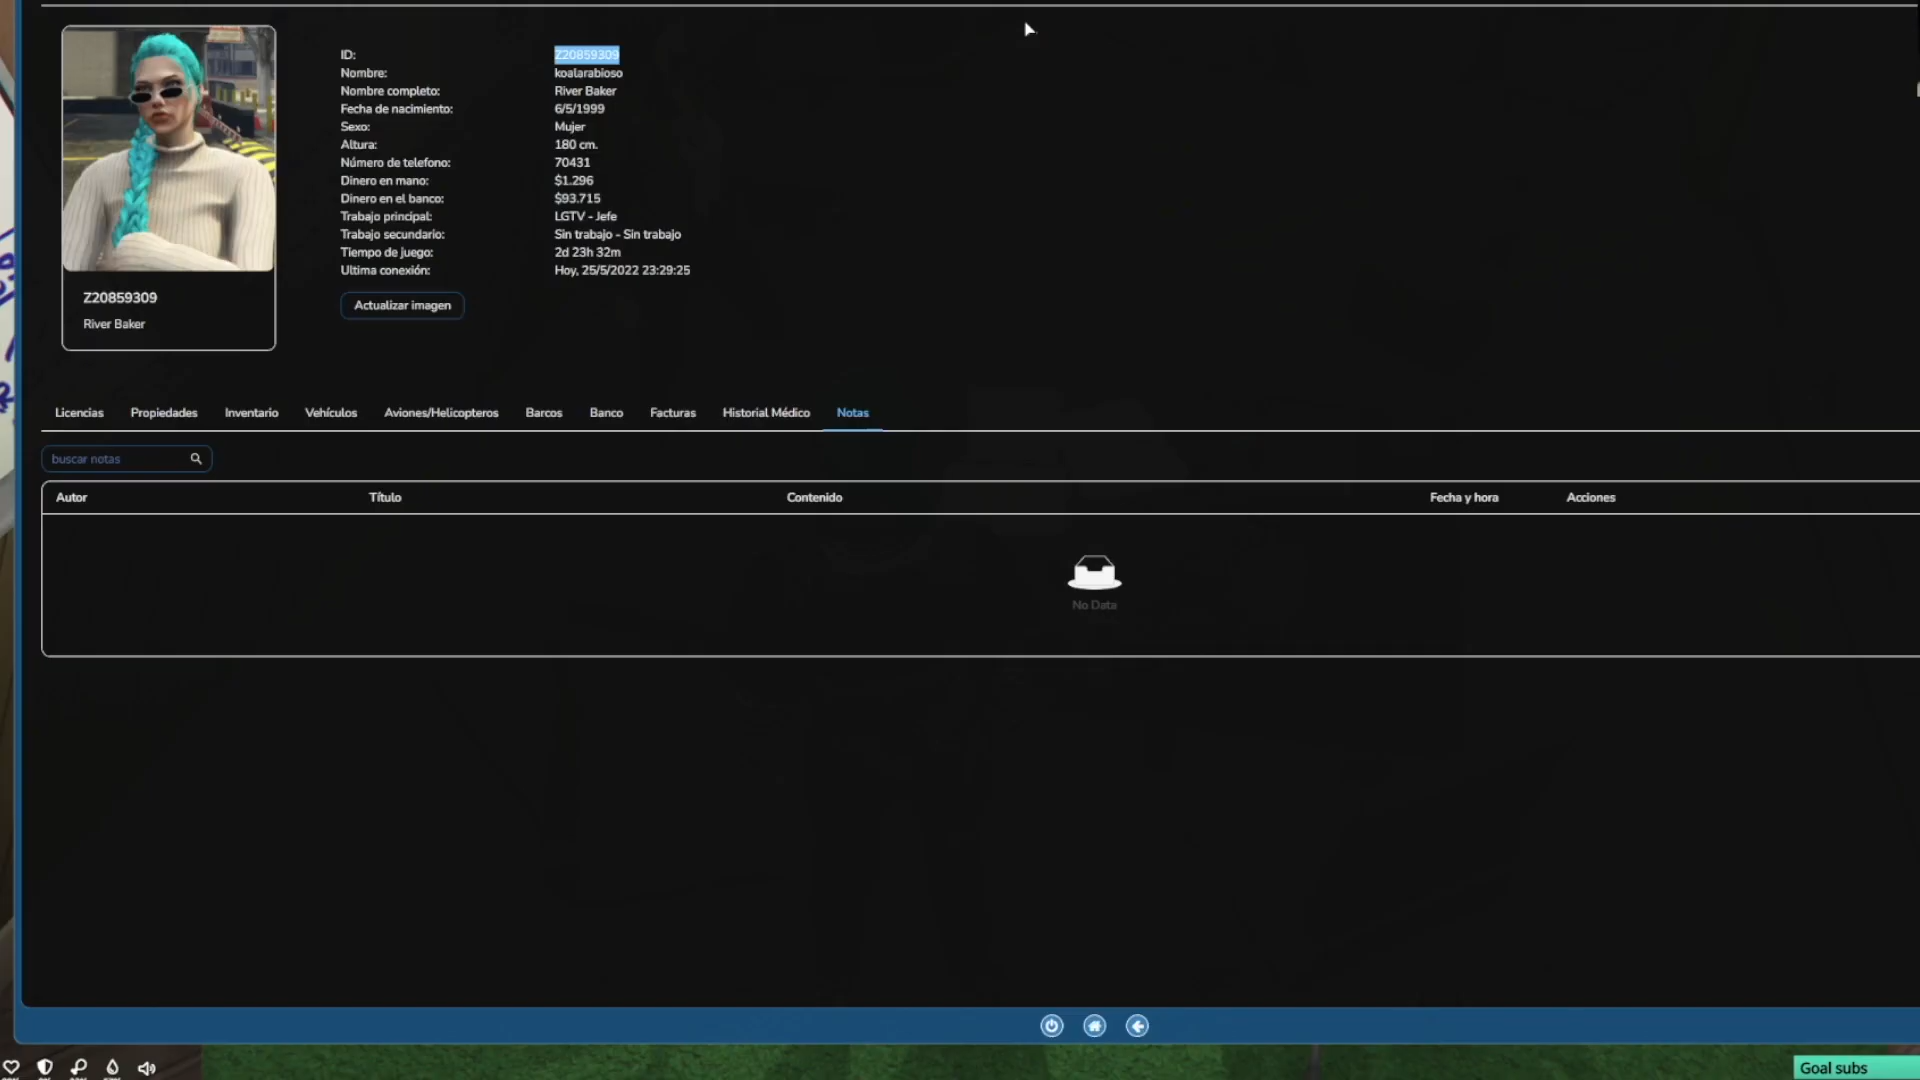 ID: Z20859309
Nombre: koalarabioso
Nombre completo: River Baker
Fecha de nacimiento: 6/5/1999
Sexo: Mujer
Altura: 180 cm.
Número de telefono: 70431
Dinero en mano: $1.296
Dinero en el banco: $93.715
Trabajo principal: LGTV - Jefe
Trabajo secundario: Sin trabajo - Sin trabajo
Tiempo de juego: 2d 23h 32m
Ultima conexión: Hoy, 25/5/2022 23:29:25
Actualizar imagen
Z20859309
River Baker
Licencias Propiedades Inventario Vehículos Aviones/Helicopteros Barcos Banco Facturas Historial Médico Notas
buscar notas
Autor Título Contenido Fecha y hora Acciones
No Data
Goal subs